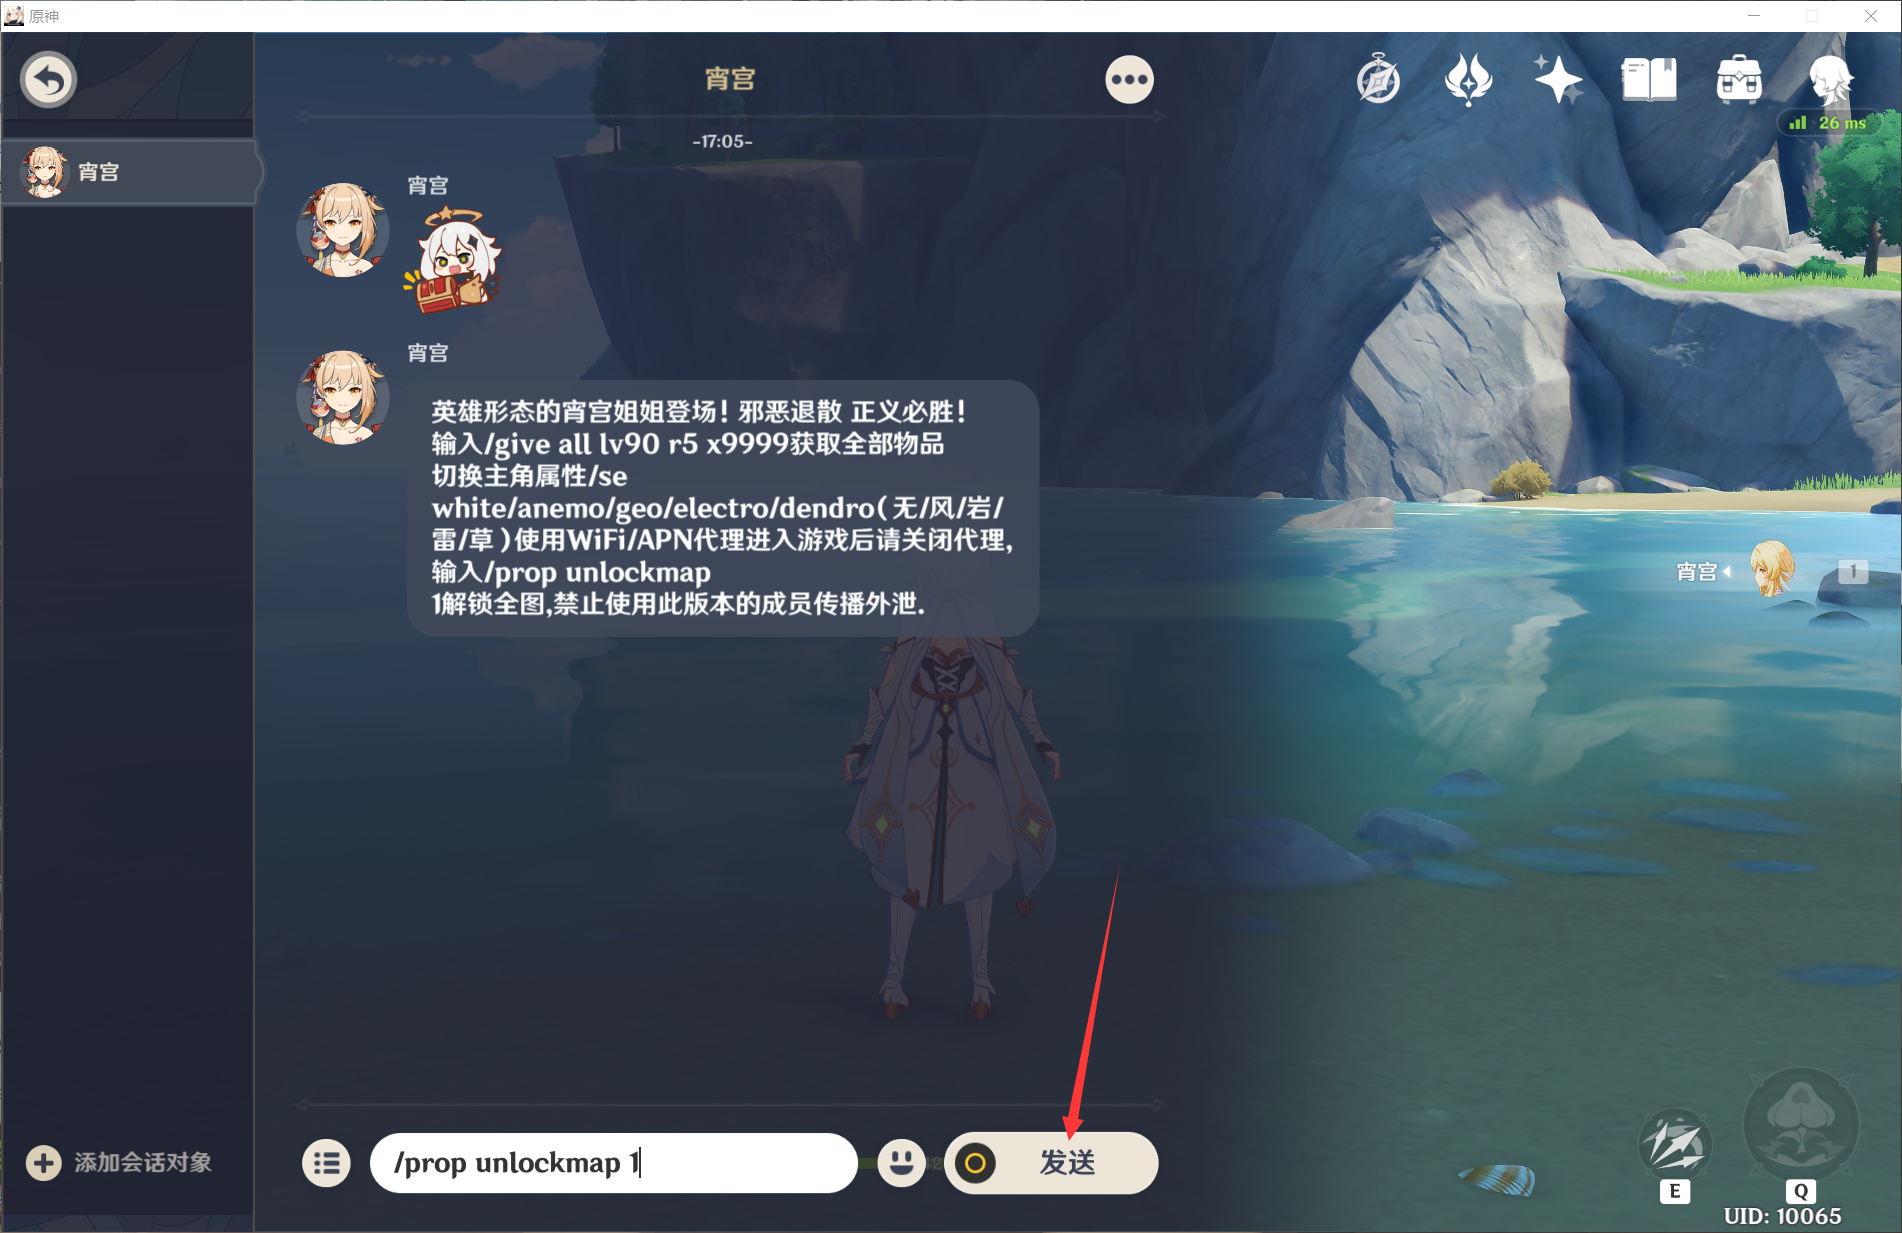 原神
宵宫
宵宫
-17:05-
宵宫
宵宫
英雄形态的宵宫姐姐登场！邪恶退散 正义必胜！
输入/give all lv90 r5 x9999获取全部物品
切换主角属性/se
white/anemo/geo/electro/dendro（无/风/岩/
雷/草）使用WiFi/APN代理进入游戏后请关闭代理，
输入/prop unlockmap
1解锁全图,禁止使用此版本的成员传播外泄.
26 ms
宵宫
1
添加会话对象
/prop unlockmap 1
发送
E
Q
UID: 10065